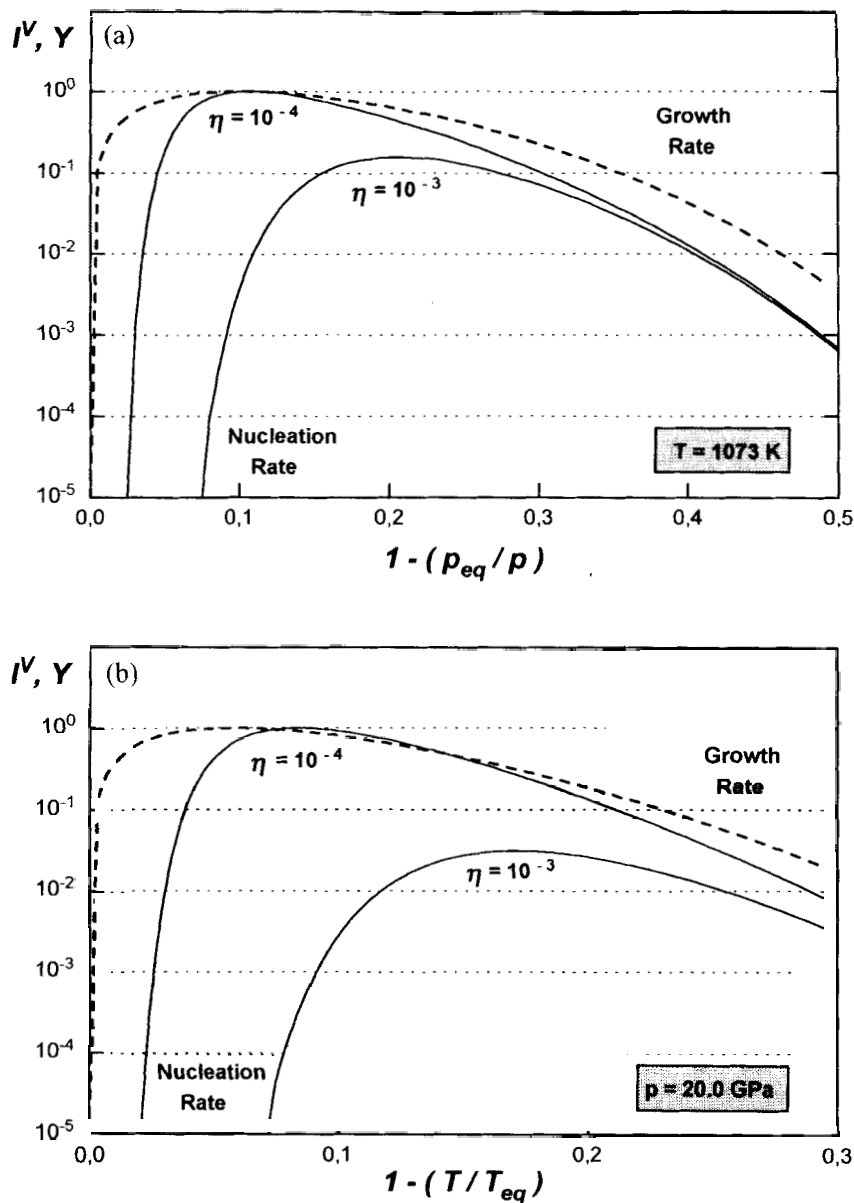 I^V, Y (a)
10^0
10^-1
10^-2
10^-3
10^-4
10^-5
η = 10^-4
η = 10^-3
Growth
Rate
Nucleation
Rate
T = 1073 K
0,0 0,1 0,2 0,3 0,4 0,5
1 - ( p_eq / p )
I^V, Y (b)
10^0
10^-1
10^-2
10^-3
10^-4
10^-5
η = 10^-4
η = 10^-3
Growth
Rate
Nucleation
Rate
p = 20.0 GPa
0,0 0,1 0,2 0,3
1 - ( T / T_eq )